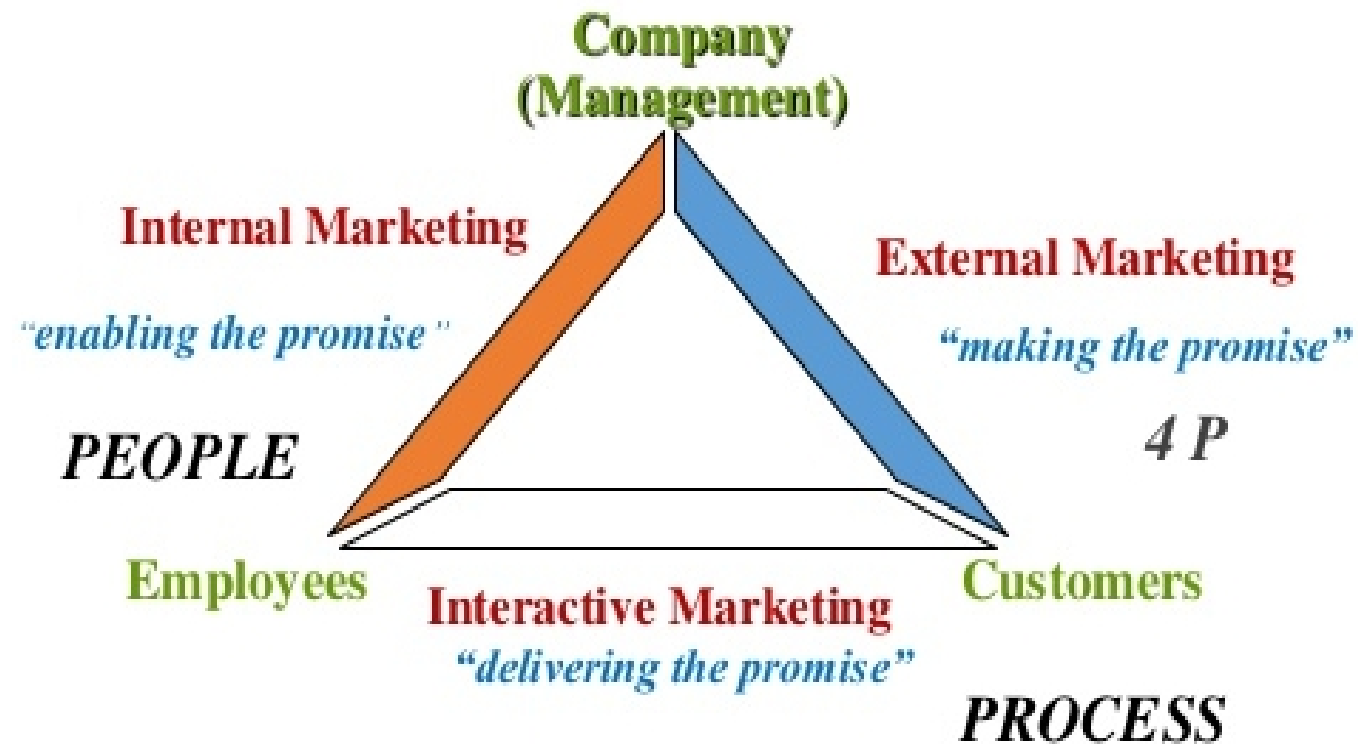 Company
(Management)
Internal Marketing
External Marketing
“enabling the promise”
“making the promise”
PEOPLE
4 P
Employees
Customers
Interactive Marketing
“delivering the promise”
PROCESS